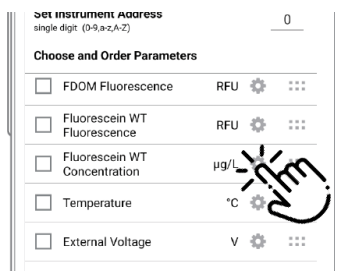 Set Instrument Address
single digit (0-9,a-z,A-Z)
0
Choose and Order Parameters
FDOM Fluorescence RFU
Fluorescein WT
Fluorescence RFU
Fluorescein WT
Concentration µg/L
Temperature °C
External Voltage V